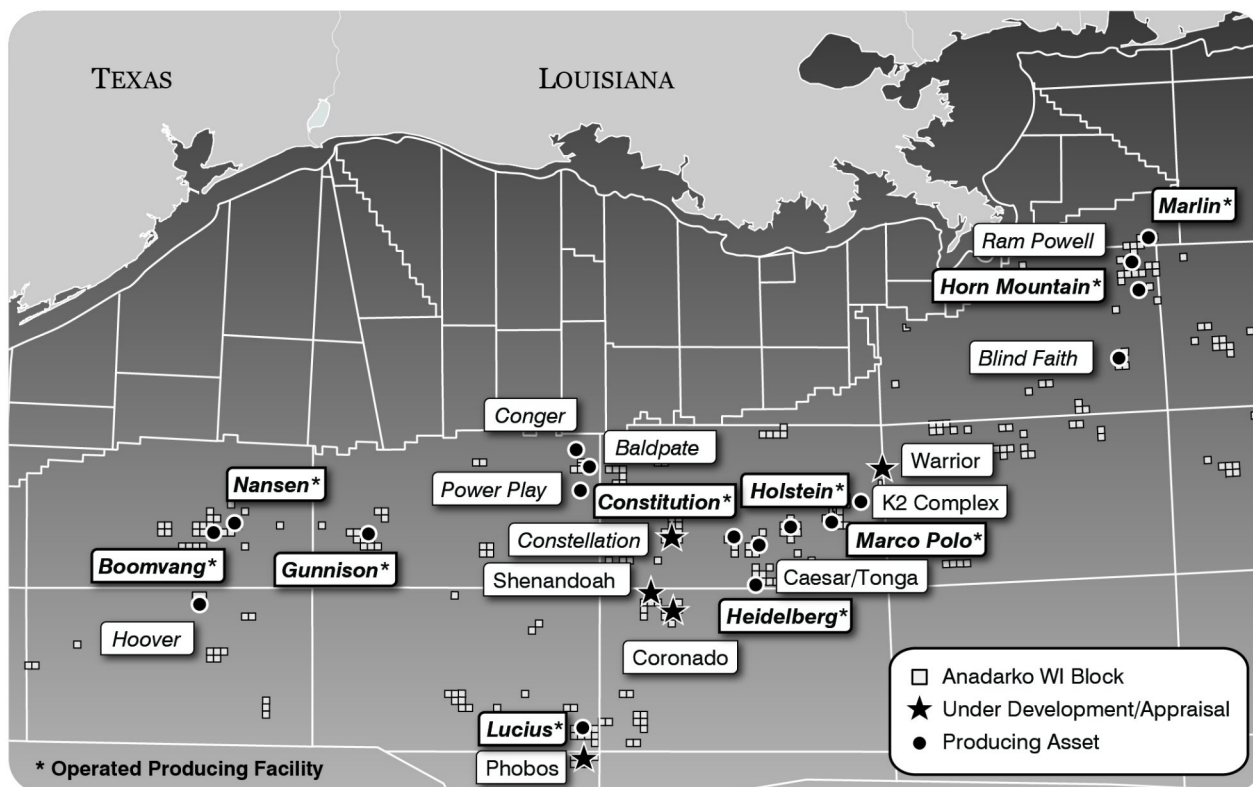 TEXAS
LOUISIANA
Marlin*
Ram Powell
Horn Mountain*
Blind Faith
Conger
Baldpate
Warrior
Nansen*
Power Play
Constitution*
Holstein*
K2 Complex
Constellation
Marco Polo*
Boomvang*
Gunnison*
Shenandoah
Caesar/Tonga
Heidelberg*
Hoover
Coronado
Anadarko WI Block
Under Development/Appraisal
Producing Asset
Lucius*
Phobos
* Operated Producing Facility